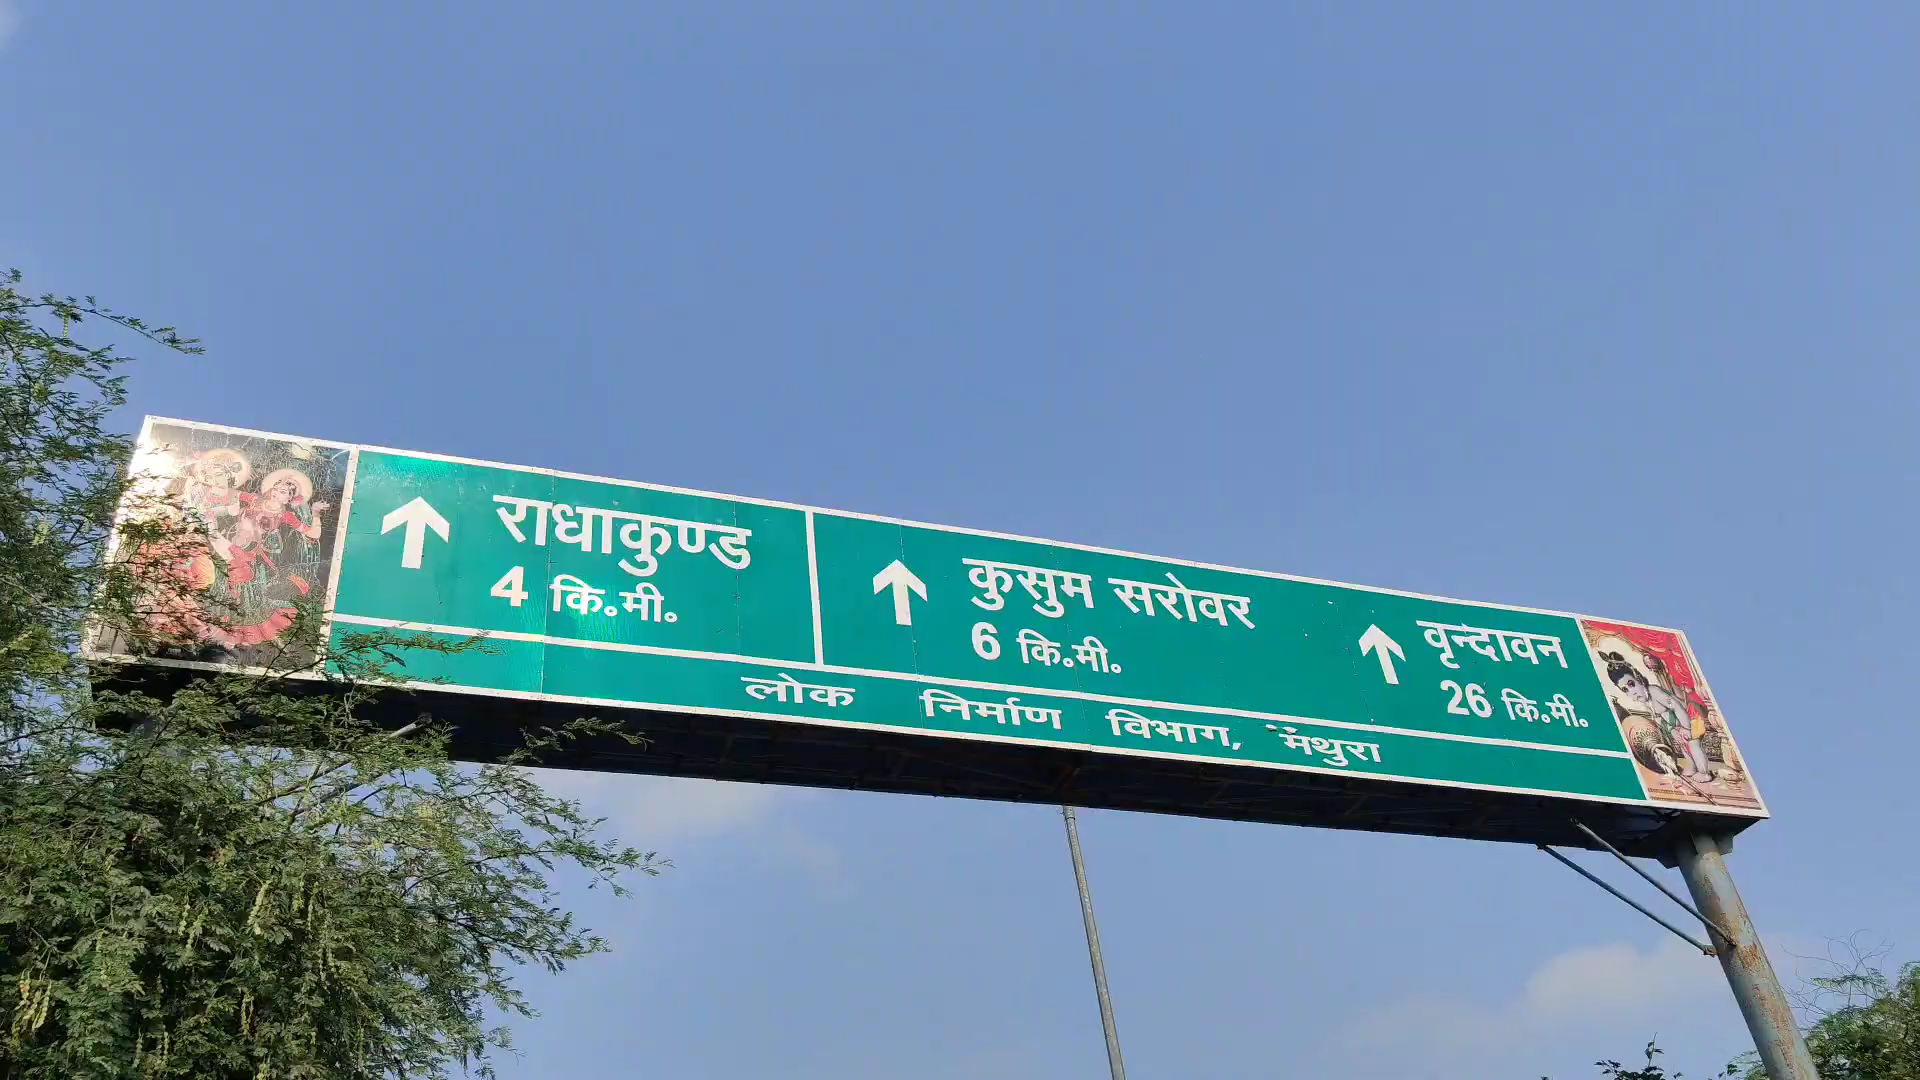 राधाकुण्ड
4 कि.मी.
कुसुम सरोवर
6 कि.मी.
वृन्दावन
26 कि.मी.
लोक निर्माण विभाग, मथुरा